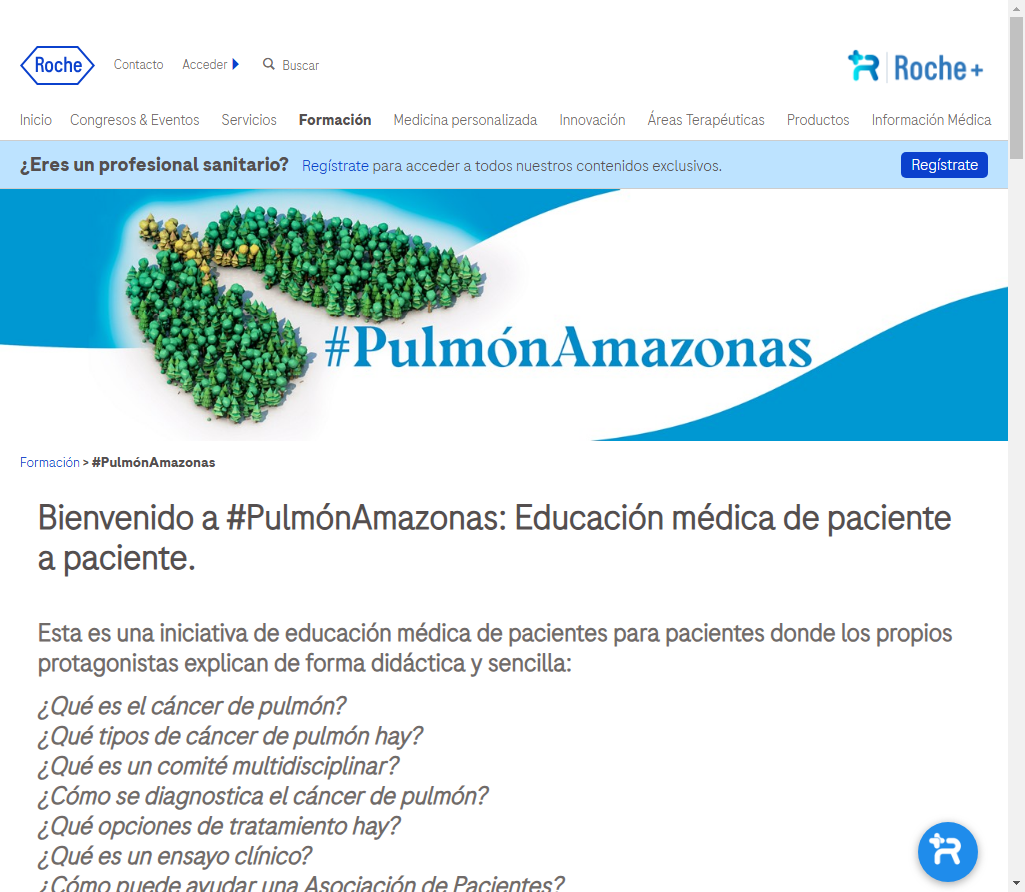 Roche
Contacto Acceder Buscar
Roche+
Inicio Congresos & Eventos Servicios Formación Medicina personalizada Innovación Áreas Terapéuticas Productos Información Médica
¿Eres un profesional sanitario? Regístrate para acceder a todos nuestros contenidos exclusivos. Regístrate
#PulmónAmazonas
Formación > #PulmónAmazonas
Bienvenido a #PulmónAmazonas: Educación médica de paciente
a paciente.
Esta es una iniciativa de educación médica de pacientes para pacientes donde los propios
protagonistas explican de forma didáctica y sencilla:
¿Qué es el cáncer de pulmón?
¿Qué tipos de cáncer de pulmón hay?
¿Qué es un comité multidisciplinar?
¿Cómo se diagnostica el cáncer de pulmón?
¿Qué opciones de tratamiento hay?
¿Qué es un ensayo clínico?
¿Cómo puede ayudar una Asociación de Pacientes?